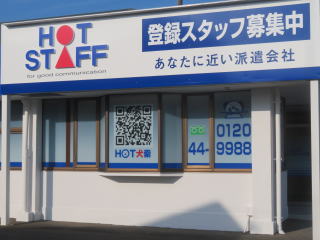 HOT
STAFF
for good communication
登録スタッフ募集中
あなたに近い派遣会社
HOT犬索
0120
44-9988